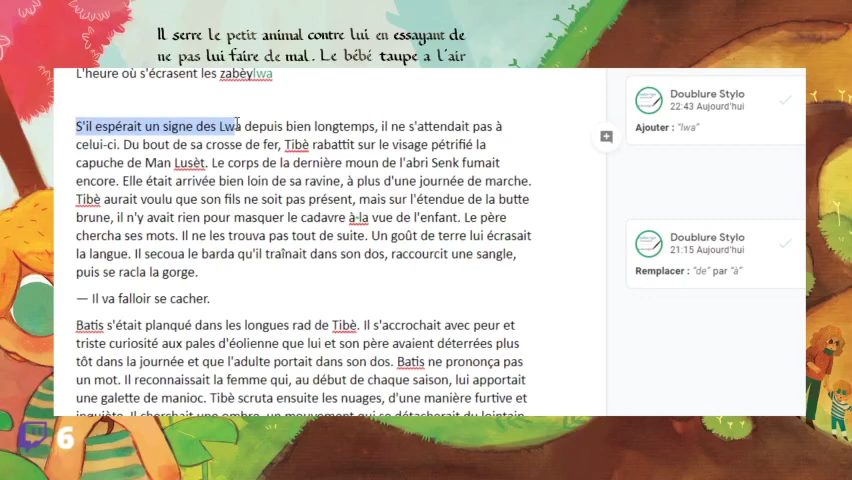 Il serre le petit animal contre lui en essayant de
ne pas lui faire de mal. Le bébé taupe a l'air
L'heure où s'écrasent les zabèylwa
S'il espérait un signe des Lwa depuis bien longtemps, il ne s'attendait pas à
celui-ci. Du bout de sa crosse de fer, Tibè rabattit sur le visage pétrifié la
capuche de Man Lusèt. Le corps de la dernière moun de l'abri Senk fumait
encore. Elle était arrivée bien loin de sa ravine, à plus d'une journée de marche.
Tibè aurait voulu que son fils ne soit pas présent, mais sur l'étendue de la butte
brune, il n'y avait rien pour masquer le cadavre à-la vue de l'enfant. Le père
chercha ses mots. Il ne les trouva pas tout de suite. Un goût de terre lui écrasait
la langue. Il secoua le barda qu'il traînait dans son dos, raccourcit une sangle,
puis se racla la gorge.
— Il va falloir se cacher.
Batis s'était planqué dans les longues rad de Tibè. Il s'accrochait avec peur et
triste curiosité aux pales d'éolienne que lui et son père avaient déterrées plus
tôt dans la journée et que l'adulte portait dans son dos. Batis ne prononça pas
un mot. Il reconnaissait la femme qui, au début de chaque saison, lui apportait
une galette de manioc. Tibè scruta ensuite les nuages, d'une manière furtive et
inquiète. Il cherchait une ombre, un mouvement qui se détacherait du lointain
Doublure Stylo
22:43 Aujourd'hui
Ajouter : "lwa"
Doublure Stylo
21:15 Aujourd'hui
Remplacer : "de" par "à"
6